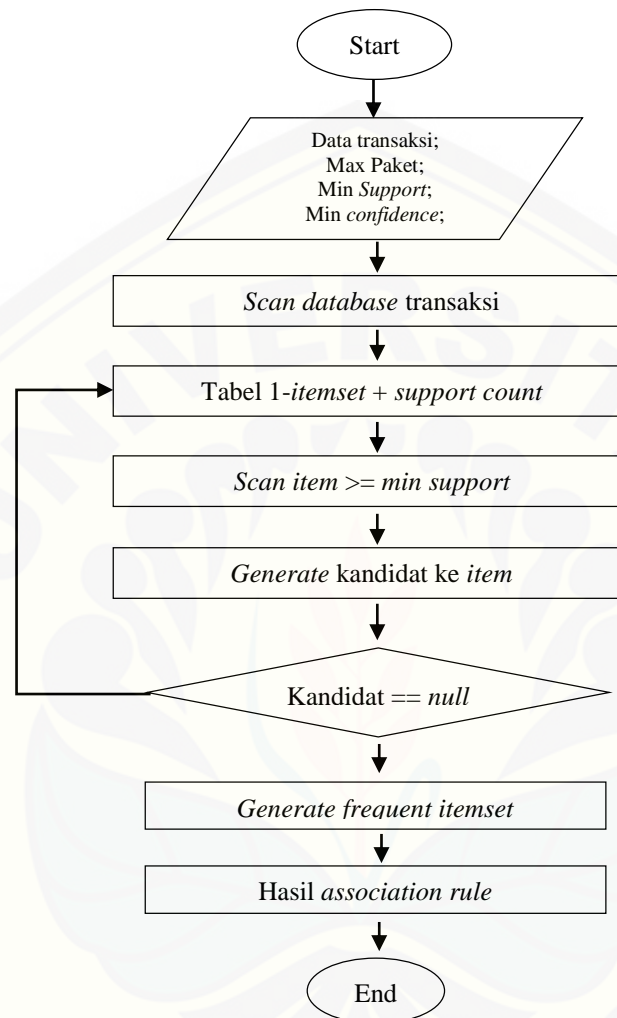 Start
Data transaksi;
Max Paket;
Min Support;
Min confidence;
Scan database transaksi
Tabel 1-itemset + support count
Scan item >= min support
Generate kandidat ke item
Kandidat == null
Generate frequent itemset
Hasil association rule
End